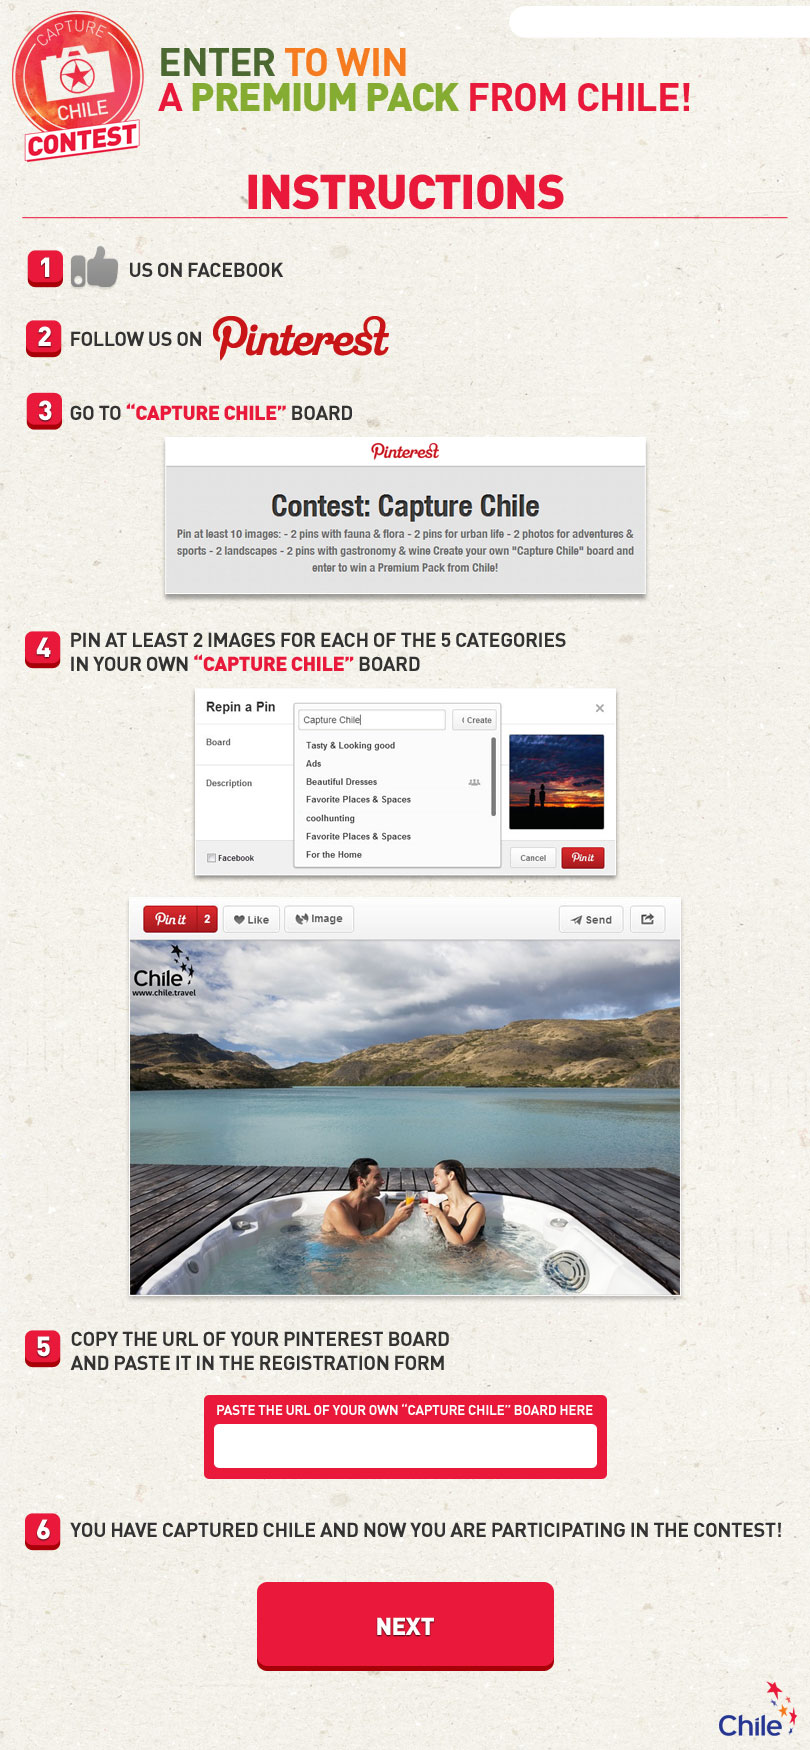 CAPTURE
CHILE
CONTEST
ENTER TO WIN
A PREMIUM PACK FROM CHILE!
INSTRUCTIONS
1 US ON FACEBOOK
2 FOLLOW US ON Pinterest
3 GO TO “CAPTURE CHILE” BOARD
Pinterest
Contest: Capture Chile
Pin at least 10 images: - 2 pins with fauna & flora - 2 pins for urban life - 2 photos for adventures &
sports - 2 landscapes - 2 pins with gastronomy & wine Create your own "Capture Chile" board and
enter to win a Premium Pack from Chile!
4 PIN AT LEAST 2 IMAGES FOR EACH OF THE 5 CATEGORIES
IN YOUR OWN “CAPTURE CHILE” BOARD
Repin a Pin
Capture Chile Create
Board
Tasty & Looking good
Ads
Description
Beautiful Dresses
Favorite Places & Spaces
coolhunting
Favorite Places & Spaces
For the Home
Facebook
Cancel Pin it
Pin it 2 Like Image Send
Chile
www.chile.travel
5 COPY THE URL OF YOUR PINTEREST BOARD
AND PASTE IT IN THE REGISTRATION FORM
PASTE THE URL OF YOUR OWN “CAPTURE CHILE” BOARD HERE
6 YOU HAVE CAPTURED CHILE AND NOW YOU ARE PARTICIPATING IN THE CONTEST!
NEXT
Chile